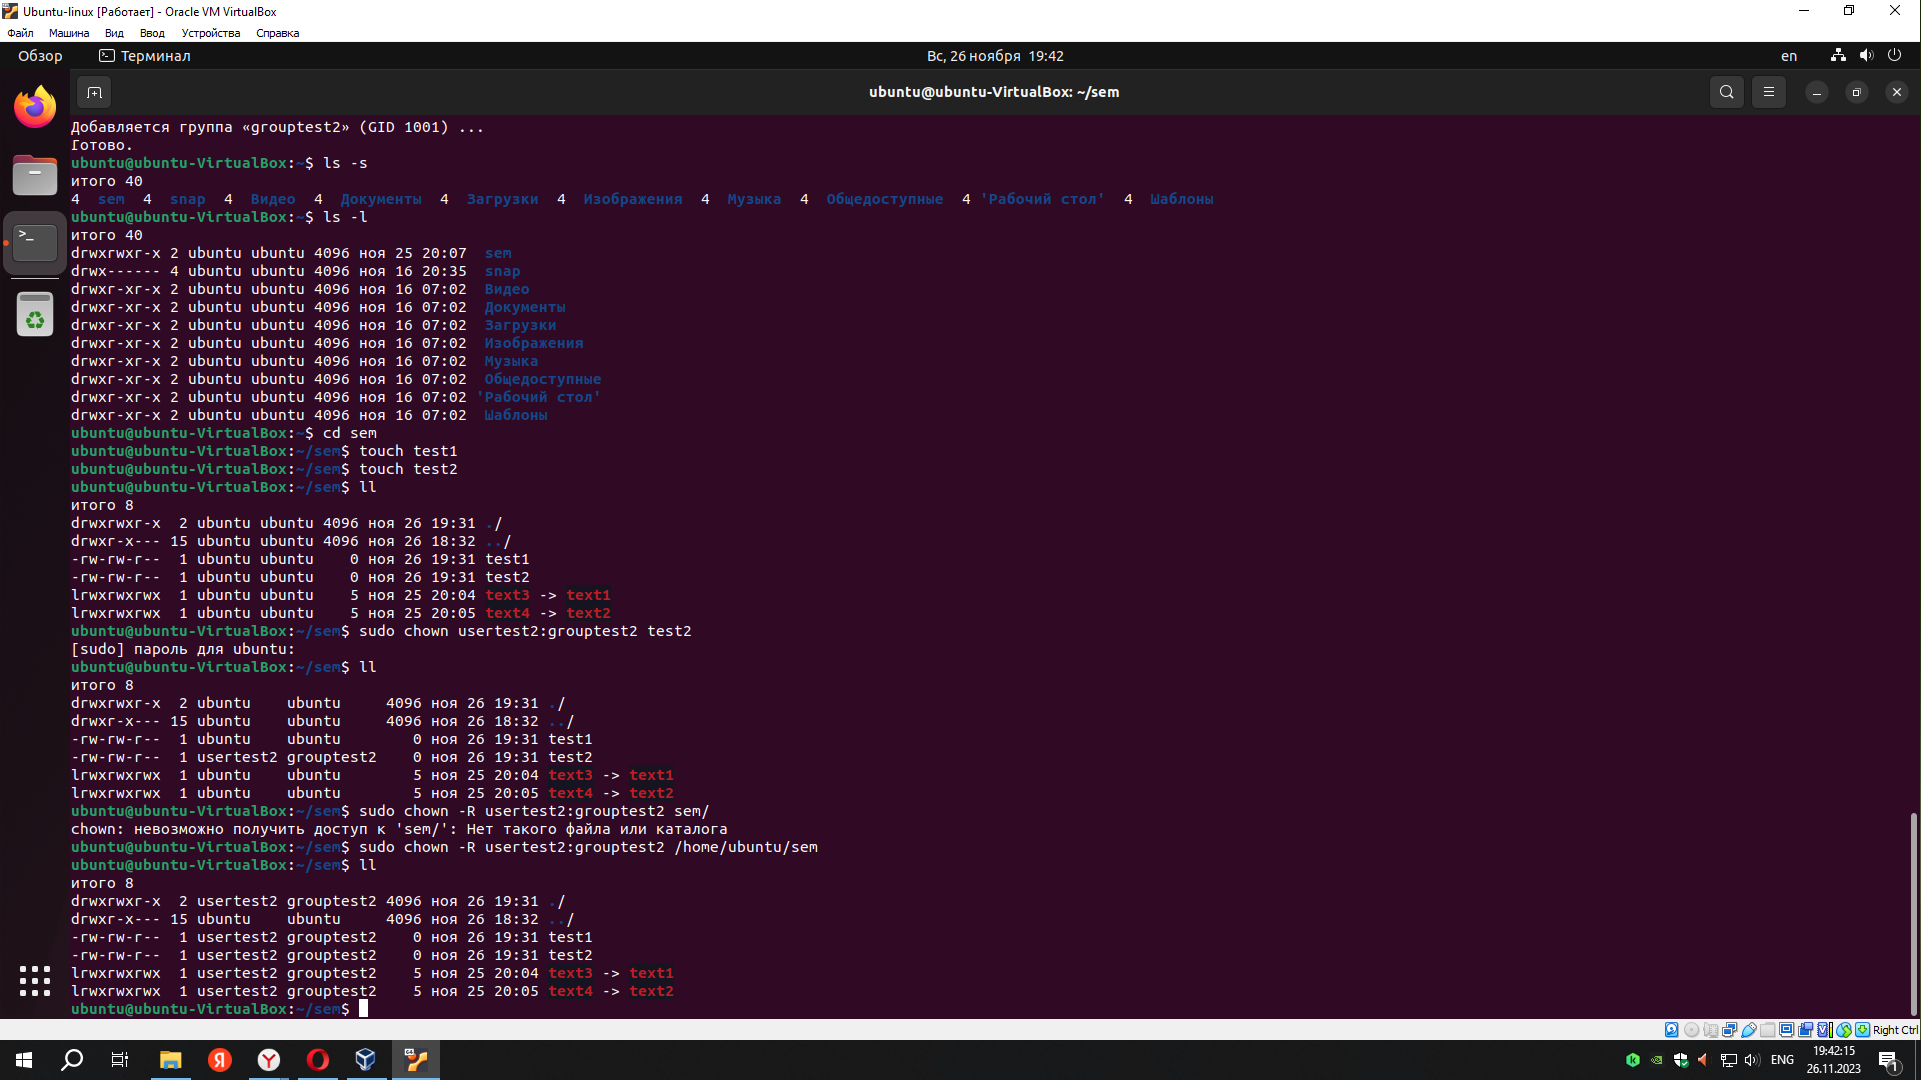 Ubuntu-linux [Работает] - Oracle VM VirtualBox
Файл Машина Вид Ввод Устройства Справка
Обзор Терминал Вс, 26 ноября 19:42 en
ubuntu@ubuntu-VirtualBox: ~/sem
Добавляется группа «grouptest2» (GID 1001) ...
Готово.
ubuntu@ubuntu-VirtualBox:~$ ls -s
итого 40
4 sem 4 snap 4 Видео 4 Документы 4 Загрузки 4 Изображения 4 Музыка 4 Общедоступные 4 'Рабочий стол' 4 Шаблоны
ubuntu@ubuntu-VirtualBox:~$ ls -l
итого 40
drwxrwxr-x 2 ubuntu ubuntu 4096 ноя 25 20:07 sem
drwx------ 4 ubuntu ubuntu 4096 ноя 16 20:35 snap
drwxr-xr-x 2 ubuntu ubuntu 4096 ноя 16 07:02 Видео
drwxr-xr-x 2 ubuntu ubuntu 4096 ноя 16 07:02 Документы
drwxr-xr-x 2 ubuntu ubuntu 4096 ноя 16 07:02 Загрузки
drwxr-xr-x 2 ubuntu ubuntu 4096 ноя 16 07:02 Изображения
drwxr-xr-x 2 ubuntu ubuntu 4096 ноя 16 07:02 Музыка
drwxr-xr-x 2 ubuntu ubuntu 4096 ноя 16 07:02 Общедоступные
drwxr-xr-x 2 ubuntu ubuntu 4096 ноя 16 07:02 'Рабочий стол'
drwxr-xr-x 2 ubuntu ubuntu 4096 ноя 16 07:02 Шаблоны
ubuntu@ubuntu-VirtualBox:~$ cd sem
ubuntu@ubuntu-VirtualBox:~/sem$ touch test1
ubuntu@ubuntu-VirtualBox:~/sem$ touch test2
ubuntu@ubuntu-VirtualBox:~/sem$ ll
итого 8
drwxrwxr-x 2 ubuntu ubuntu 4096 ноя 26 19:31 ./
drwxr-x--- 15 ubuntu ubuntu 4096 ноя 26 18:32 ../
-rw-rw-r-- 1 ubuntu ubuntu 0 ноя 26 19:31 test1
-rw-rw-r-- 1 ubuntu ubuntu 0 ноя 26 19:31 test2
lrwxrwxrwx 1 ubuntu ubuntu 5 ноя 25 20:04 text3 -> text1
lrwxrwxrwx 1 ubuntu ubuntu 5 ноя 25 20:05 text4 -> text2
ubuntu@ubuntu-VirtualBox:~/sem$ sudo chown usertest2:grouptest2 test2
[sudo] пароль для ubuntu:
ubuntu@ubuntu-VirtualBox:~/sem$ ll
итого 8
drwxrwxr-x 2 ubuntu ubuntu 4096 ноя 26 19:31 ./
drwxr-x--- 15 ubuntu ubuntu 4096 ноя 26 18:32 ../
-rw-rw-r-- 1 ubuntu ubuntu 0 ноя 26 19:31 test1
-rw-rw-r-- 1 usertest2 grouptest2 0 ноя 26 19:31 test2
lrwxrwxrwx 1 ubuntu ubuntu 5 ноя 25 20:04 text3 -> text1
lrwxrwxrwx 1 ubuntu ubuntu 5 ноя 25 20:05 text4 -> text2
ubuntu@ubuntu-VirtualBox:~/sem$ sudo chown -R usertest2:grouptest2 sem/
chown: невозможно получить доступ к 'sem/': Нет такого файла или каталога
ubuntu@ubuntu-VirtualBox:~/sem$ sudo chown -R usertest2:grouptest2 /home/ubuntu/sem
ubuntu@ubuntu-VirtualBox:~/sem$ ll
итого 8
drwxrwxr-x 2 usertest2 grouptest2 4096 ноя 26 19:31 ./
drwxr-x--- 15 ubuntu ubuntu 4096 ноя 26 18:32 ../
-rw-rw-r-- 1 usertest2 grouptest2 0 ноя 26 19:31 test1
-rw-rw-r-- 1 usertest2 grouptest2 0 ноя 26 19:31 test2
lrwxrwxrwx 1 usertest2 grouptest2 5 ноя 25 20:04 text3 -> text1
lrwxrwxrwx 1 usertest2 grouptest2 5 ноя 25 20:05 text4 -> text2
ubuntu@ubuntu-VirtualBox:~/sem$
Right Ctrl
ENG 19:42:15
26.11.2023
1